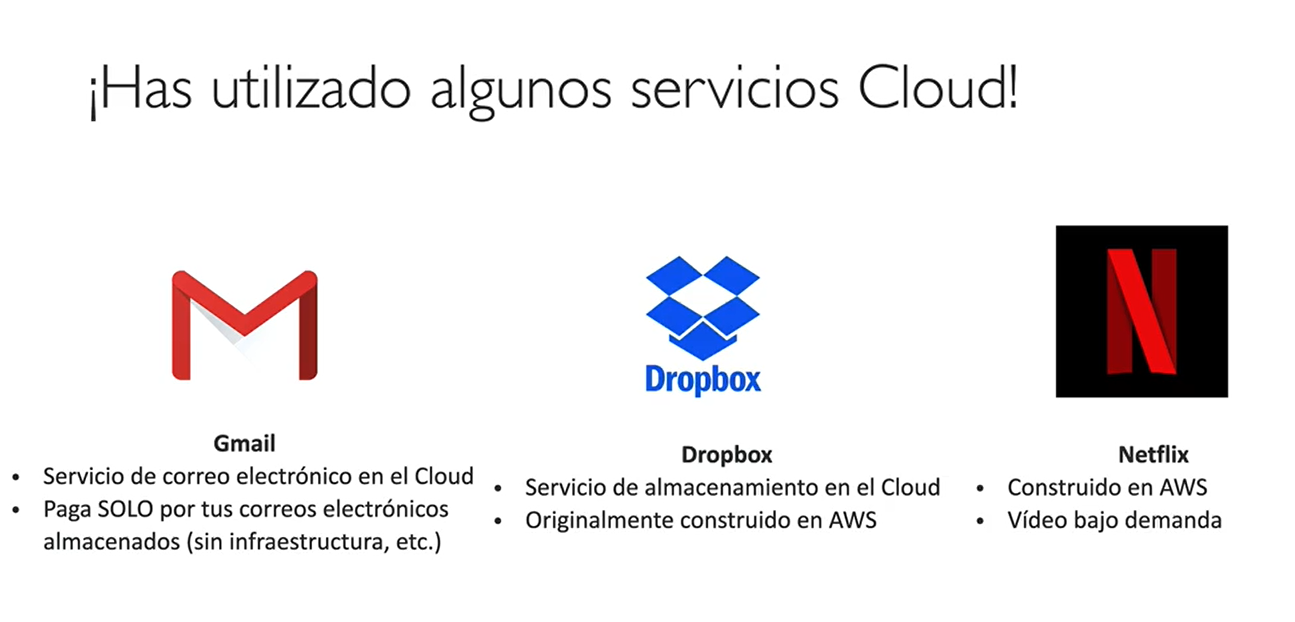 ¡Has utilizado algunos servicios Cloud!
Gmail
• Servicio de correo electrónico en el Cloud
• Paga SOLO por tus correos electrónicos
almacenados (sin infraestructura, etc.)
Dropbox
Dropbox
• Servicio de almacenamiento en el Cloud
• Originalmente construido en AWS
Netflix
• Construido en AWS
• Vídeo bajo demanda